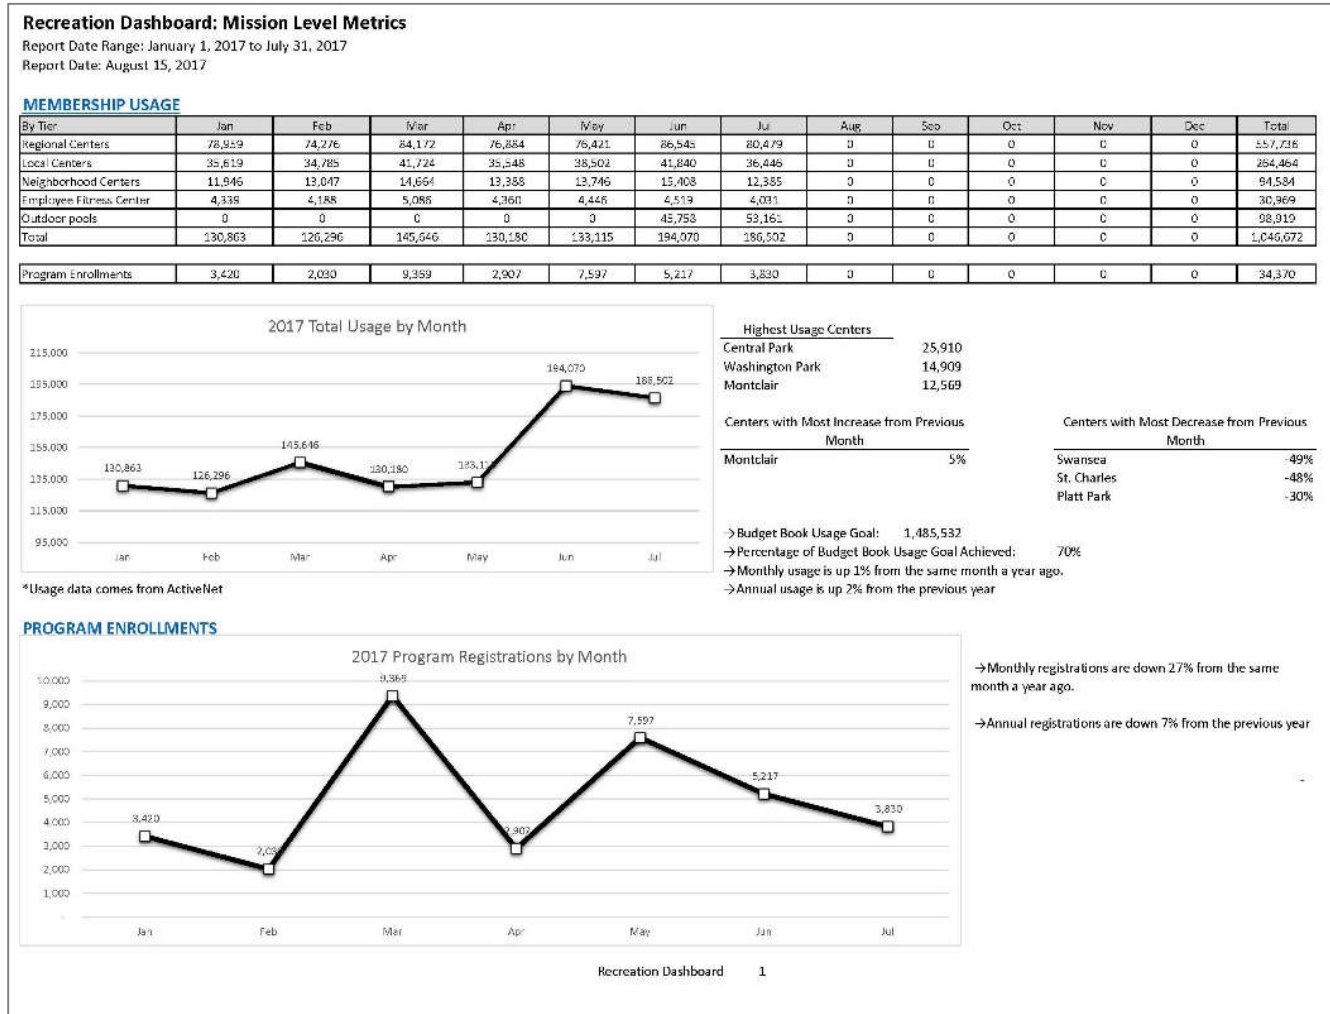 Recreation Dashboard: Mission Level Metrics
Report Date Range: January 1, 2017 to July 31, 2017
Report Date: August 15, 2017
MEMBERSHIP USAGE
By Tier Jan Feb Mar Apr May Jun Jul Aug Sep Oct Nov Dec Total
Regional Centers 78,959 74,276 84,172 76,884 76,421 86,545 80,479 0 0 0 0 0 557,736
Local Centers 35,619 34,785 41,724 35,548 38,502 41,840 36,446 0 0 0 0 0 264,464
Neighborhood Centers 11,946 13,047 14,664 13,388 13,746 15,408 12,385 0 0 0 0 0 94,584
Employee Fitness Center 4,339 4,188 5,086 4,360 4,446 4,519 4,031 0 0 0 0 0 30,969
Outdoor pools 0 0 0 0 0 45,758 53,161 0 0 0 0 0 98,919
Total 130,863 126,296 145,646 130,180 133,115 194,070 186,502 0 0 0 0 0 1,046,672
Program Enrollments 3,420 2,030 9,369 2,907 7,597 5,217 3,830 0 0 0 0 0 34,370
2017 Total Usage by Month
215,000
195,000
175,000
155,000
135,000
115,000
95,000
130,863 126,296 145,646 130,180 133,11 194,070 186,502
Jan Feb Mar Apr May Jun Jul
*Usage data comes from ActiveNet
Highest Usage Centers
Central Park 25,910
Washington Park 14,909
Montclair 12,569
Centers with Most Increase from Previous
Month
Montclair 5%
Centers with Most Decrease from Previous
Month
Swansea -49%
St. Charles -48%
Platt Park -30%
→Budget Book Usage Goal: 1,485,532
→Percentage of Budget Book Usage Goal Achieved: 70%
→Monthly usage is up 1% from the same month a year ago.
→Annual usage is up 2% from the previous year
PROGRAM ENROLLMENTS
2017 Program Registrations by Month
10,000
9,000
8,000
7,000
6,000
5,000
4,000
3,000
2,000
1,000
-
3,420 2,03 9,369 2,907 7,597 5,217 3,830
Jan Feb Mar Apr May Jun Jul
→Monthly registrations are down 27% from the same
month a year ago.
→Annual registrations are down 7% from the previous year
-
Recreation Dashboard 1